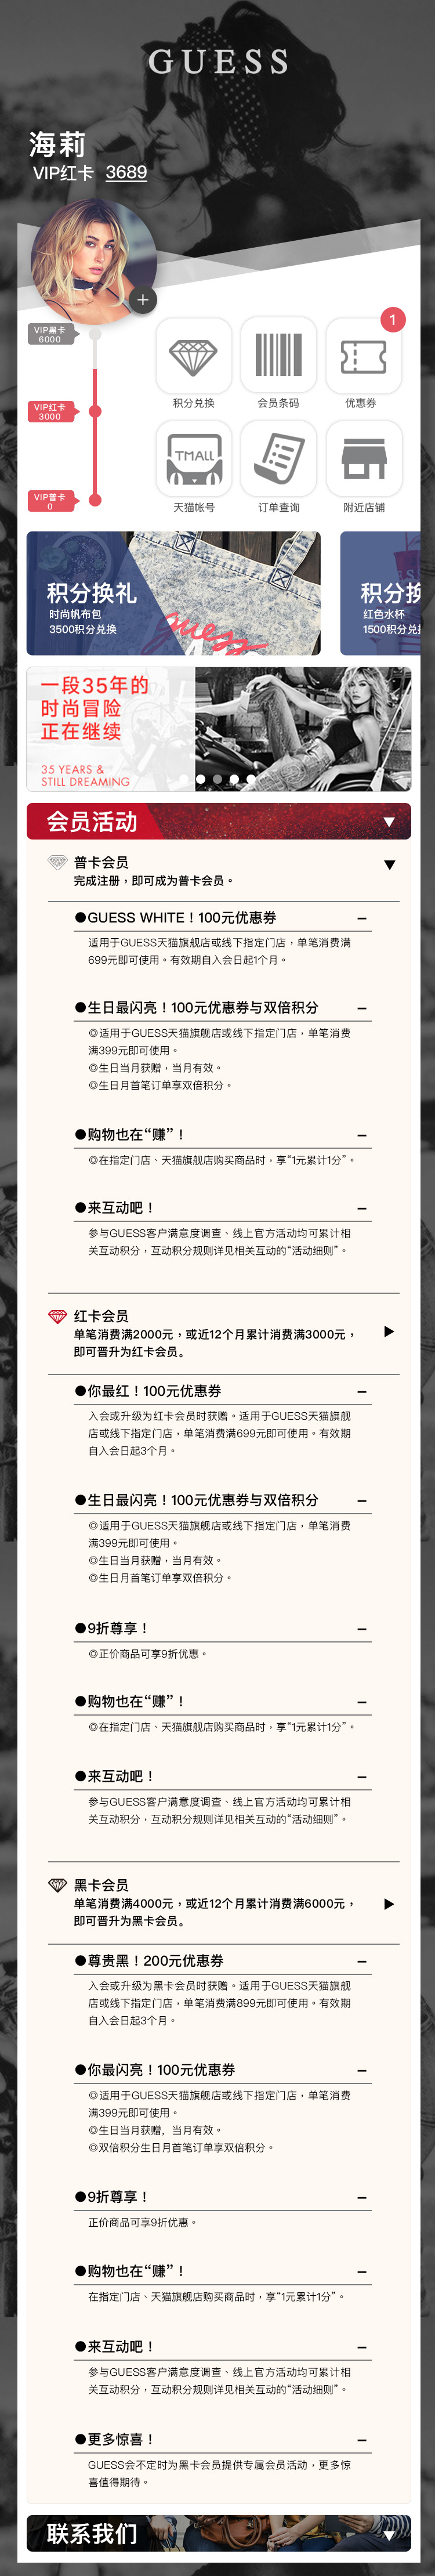 GUESS
海莉
VIP红卡 3689
VIP黑卡
6000
VIP红卡
3000
VIP普卡
0
1
积分兑换
会员条码
优惠券
TMALL
天猫帐号
订单查询
附近店铺
积分换礼
时尚帆布包
3500积分兑换
Guess
积分换
红色水杯
1500积分兑
一段35年的
时尚冒险
正在继续
35 YEARS &
STILL DREAMING
会员活动
普卡会员
完成注册，即可成为普卡会员。
●GUESS WHITE！100元优惠券
适用于GUESS天猫旗舰店或线下指定门店，单笔消费满
699元即可使用。有效期自入会日起1个月。
●生日最闪亮！100元优惠券与双倍积分
◎适用于GUESS天猫旗舰店或线下指定门店，单笔消费
满399元即可使用。
◎生日当月获赠，当月有效。
◎生日月首笔订单享双倍积分。
●购物也在“赚”！
◎在指定门店、天猫旗舰店购买商品时，享“1元累计1分”。
●来互动吧！
参与GUESS客户满意度调查、线上官方活动均可累计相
关互动积分，互动积分规则详见相关互动的“活动细则”。
红卡会员
单笔消费满2000元，或近12个月累计消费满3000元，
即可晋升为红卡会员。
●你最红！100元优惠券
入会或升级为红卡会员时获赠。适用于GUESS天猫旗舰
店或线下指定门店，单笔消费满699元即可使用。有效期
自入会日起3个月。
●生日最闪亮！100元优惠券与双倍积分
◎适用于GUESS天猫旗舰店或线下指定门店，单笔消费
满399元即可使用。
◎生日当月获赠，当月有效。
◎生日月首笔订单享双倍积分。
●9折尊享！
◎正价商品可享9折优惠。
●购物也在“赚”！
◎在指定门店、天猫旗舰店购买商品时，享“1元累计1分”。
●来互动吧！
参与GUESS客户满意度调查、线上官方活动均可累计相
关互动积分，互动积分规则详见相关互动的“活动细则”。
黑卡会员
单笔消费满4000元，或近12个月累计消费满6000元，
即可晋升为黑卡会员。
●尊贵黑！200元优惠券
入会或升级为黑卡会员时获赠。适用于GUESS天猫旗舰
店或线下指定门店，单笔消费满899元即可使用。有效期
自入会日起3个月。
●你最闪亮！100元优惠券
◎适用于GUESS天猫旗舰店或线下指定门店，单笔消费
满399元即可使用。
◎生日当月获赠，当月有效。
◎双倍积分生日月首笔订单享双倍积分。
●9折尊享！
正价商品可享9折优惠。
●购物也在“赚”！
在指定门店、天猫旗舰店购买商品时，享“1元累计1分”。
●来互动吧！
参与GUESS客户满意度调查、线上官方活动均可累计相
关互动积分，互动积分规则详见相关互动的“活动细则”。
●更多惊喜！
GUESS会不定时为黑卡会员提供专属会员活动，更多惊
喜值得期待。
联系我们